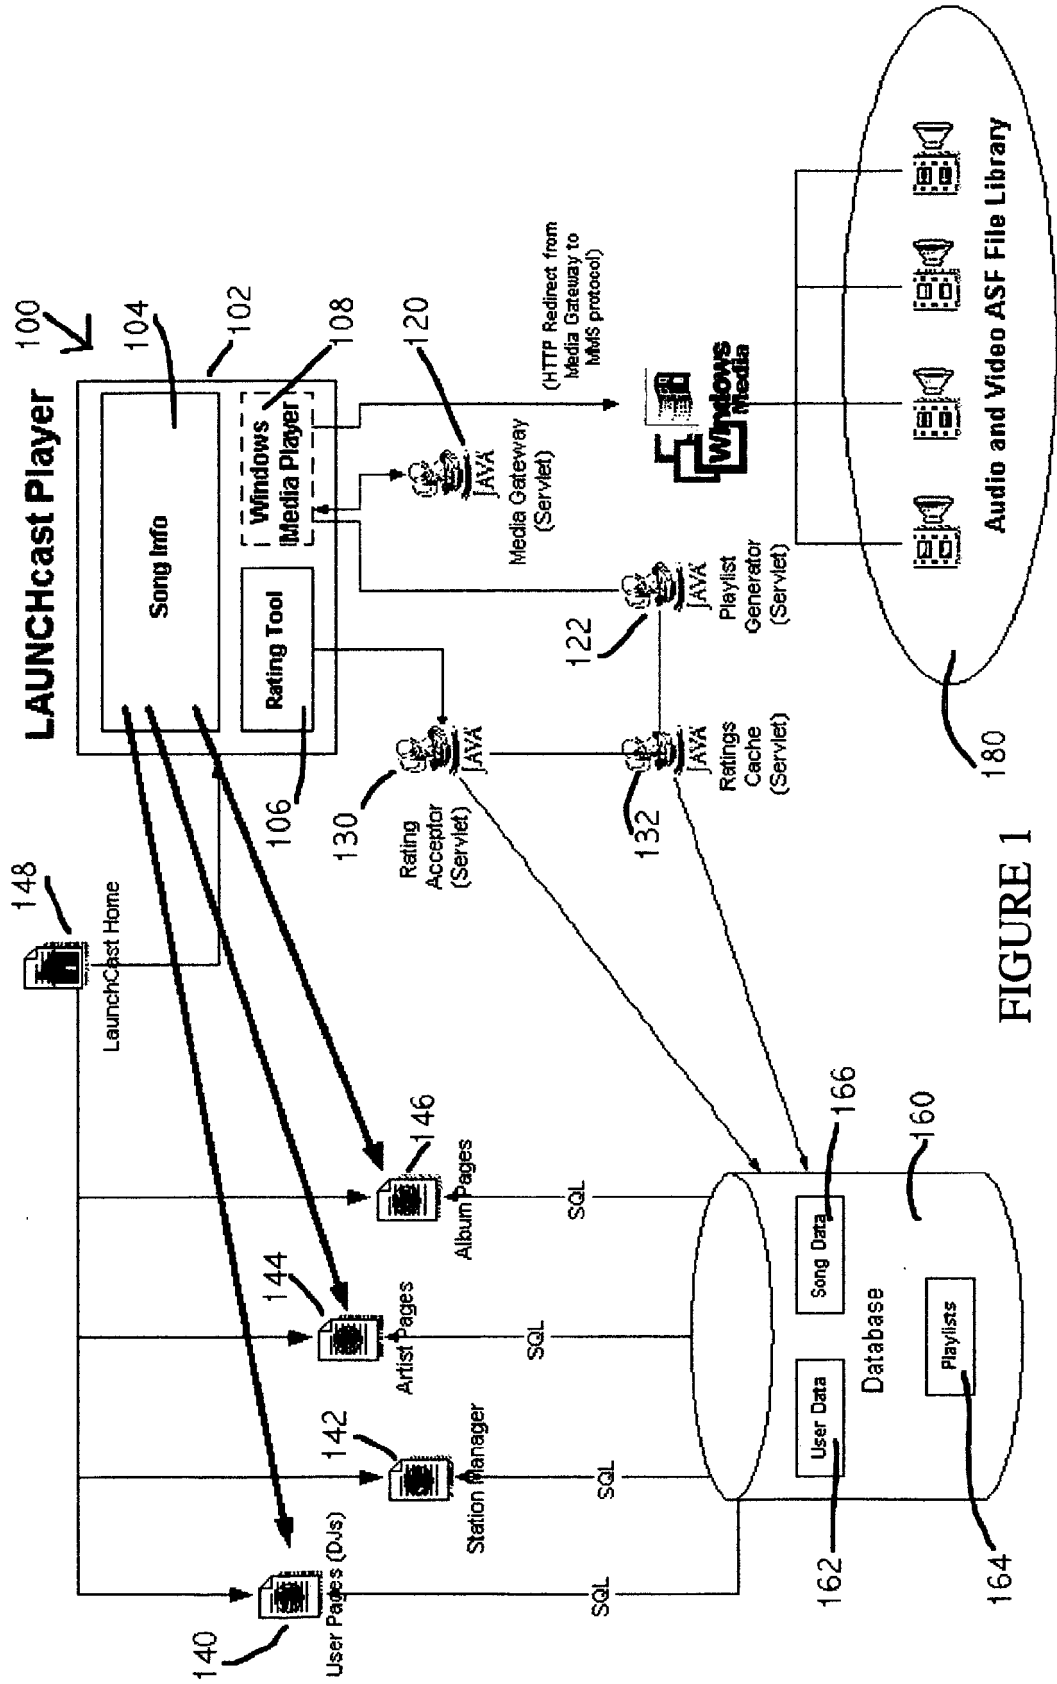 LAUNCHcast Player
100
148
LaunchCast Home
Song Info
104
102
Rating Tool
106
Windows
Media Player
108
144
140
User Pages (DJs)
142
Station Manager
Artist Pages
146
Album Pages
130
Rating
Acceptor
(Servlet)
JAVA
120
JAVA
Media Gateway
(Servlet)
(HTTP Redirect from
Media Gateway to
MMS protocol)
132
JAVA
Ratings
Cache
(Servlet)
122
JAVA
Playlist
Generator
(Servlet)
Windows
Media
SQL
SQL
SQL
SQL
User Data
162
Song Data
166
Database
160
Playlists
164
180
Audio and Video ASF File Library
FIGURE 1